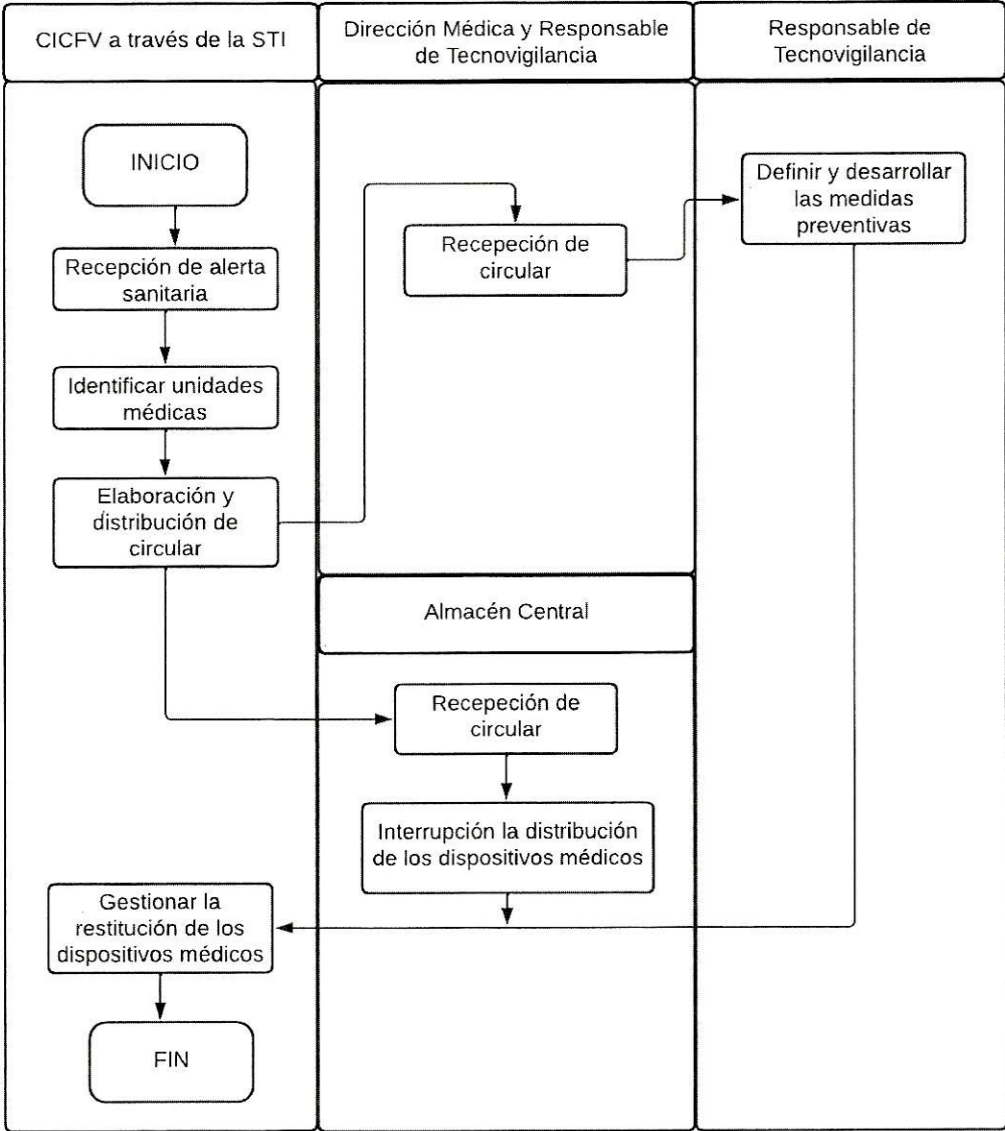 CICFV a través de la STI
Dirección Médica y Responsable
de Tecnovigilancia
Responsable de
Tecnovigilancia
INICIO
Recepción de alerta
sanitaria
Identificar unidades
médicas
Elaboración y
distribución de
circular
Recepeción de
circular
Definir y desarrollar
las medidas
preventivas
Almacén Central
Recepeción de
circular
Interrupción la distribución
de los dispositivos médicos
Gestionar la
restitución de los
dispositivos médicos
FIN